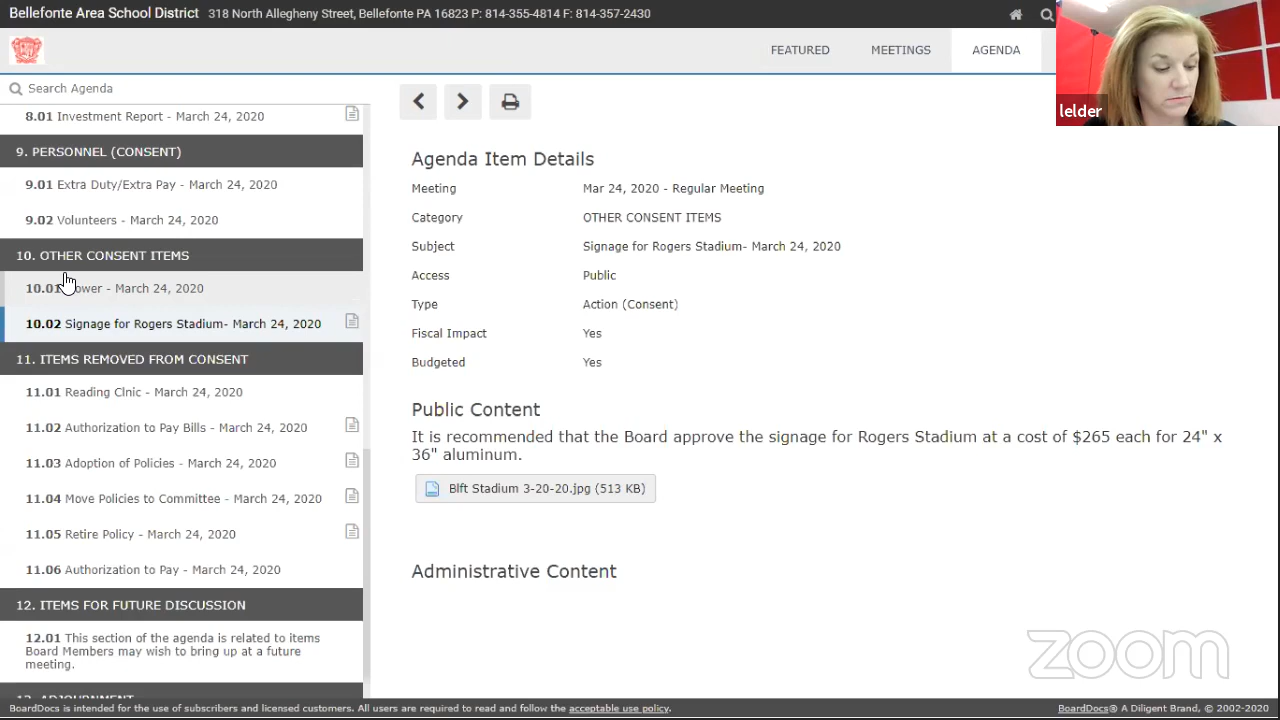 Bellefonte Area School District 318 North Allegheny Street, Bellefonte PA 16823 P: 814-355-4814 F: 814-357-2430
FEATURED MEETINGS AGENDA
lelder
Search Agenda
8.01 Investment Report - March 24, 2020
9. PERSONNEL (CONSENT)
9.01 Extra Duty/Extra Pay - March 24, 2020
9.02 Volunteers - March 24, 2020
10. OTHER CONSENT ITEMS
10.01 ower - March 24, 2020
10.02 Signage for Rogers Stadium- March 24, 2020
11. ITEMS REMOVED FROM CONSENT
11.01 Reading Clnic - March 24, 2020
11.02 Authorization to Pay Bills - March 24, 2020
11.03 Adoption of Policies - March 24, 2020
11.04 Move Policies to Committee - March 24, 2020
11.05 Retire Policy - March 24, 2020
11.06 Authorization to Pay - March 24, 2020
12. ITEMS FOR FUTURE DISCUSSION
12.01 This section of the agenda is related to items
Board Members may wish to bring up at a future
meeting.
13. ADJOURNMENT
Agenda Item Details
Meeting Mar 24, 2020 - Regular Meeting
Category OTHER CONSENT ITEMS
Subject Signage for Rogers Stadium- March 24, 2020
Access Public
Type Action (Consent)
Fiscal Impact Yes
Budgeted Yes
Public Content
It is recommended that the Board approve the signage for Rogers Stadium at a cost of $265 each for 24" x
36" aluminum.
Blft Stadium 3-20-20.jpg (513 KB)
Administrative Content
zoom
BoardDocs is intended for the use of subscribers and licensed customers. All users are required to read and follow the acceptable use policy.
BoardDocs® A Diligent Brand, © 2002-2020